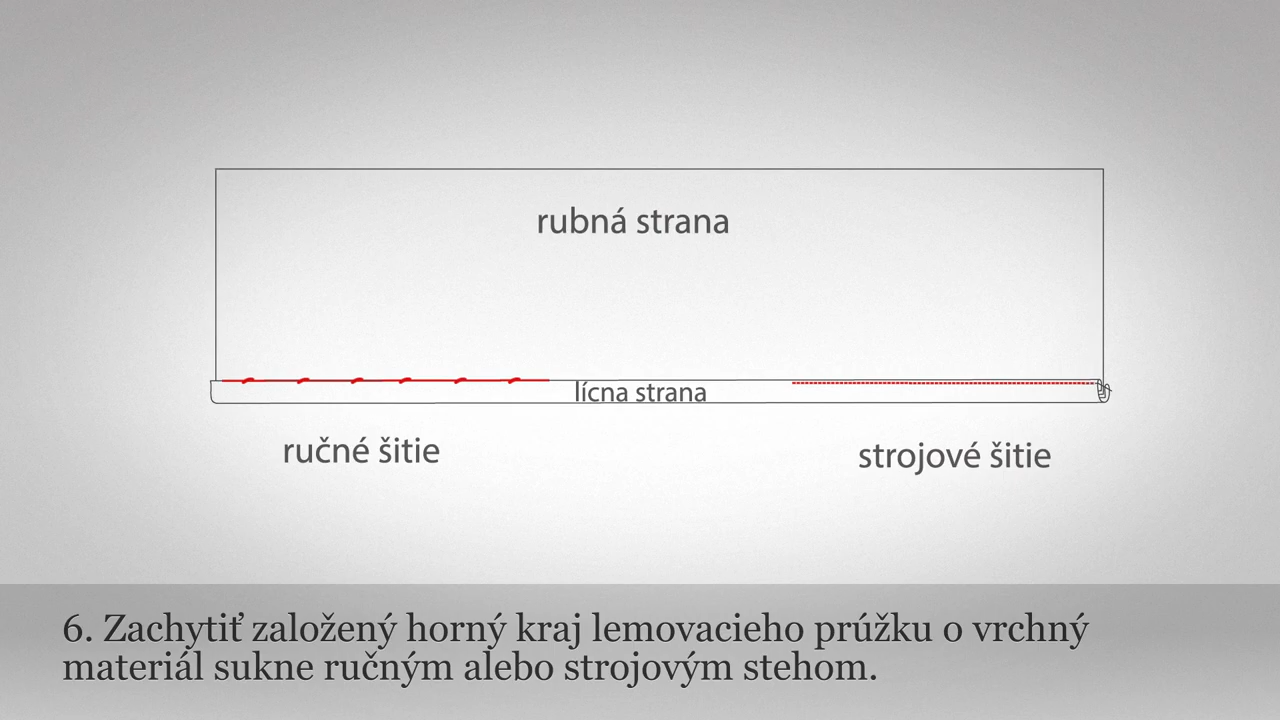 rubná strana
lícna strana
ručné šitie
strojové šitie
6. Zachytiť založený horný kraj lemovacieho prúžku o vrchný
materiál sukne ručným alebo strojovým stehom.